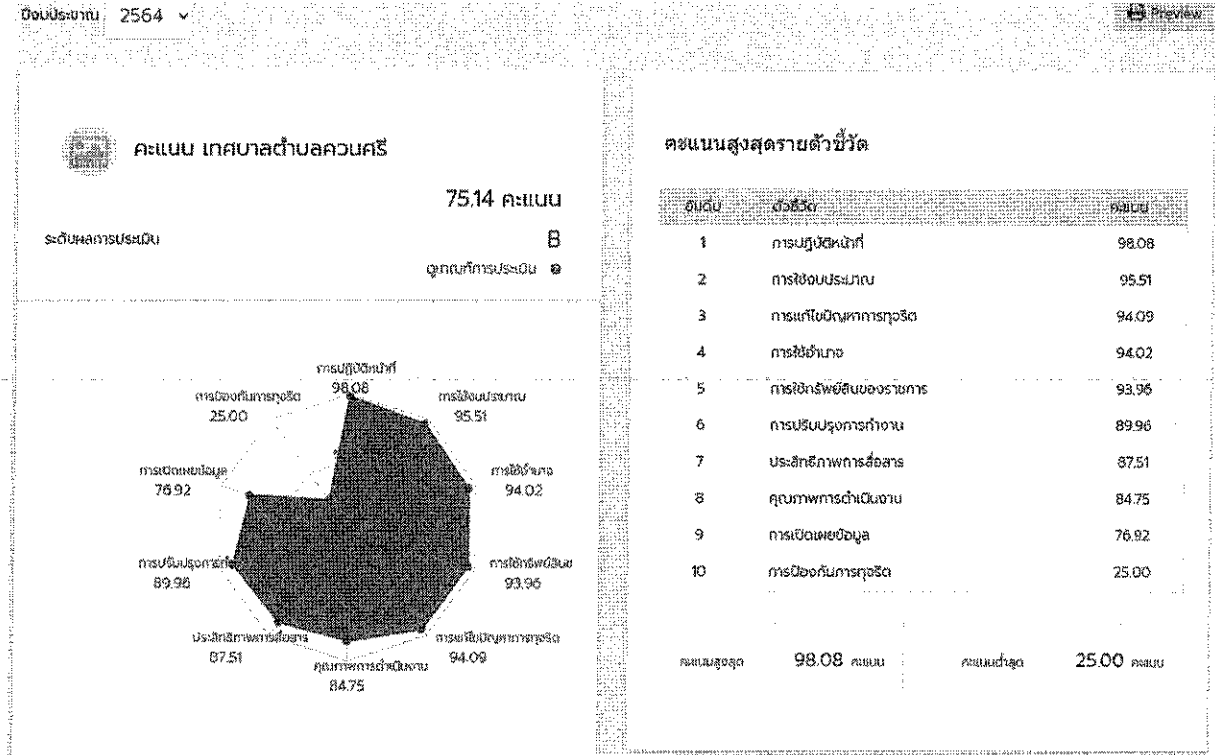 ปีงบประมาณ 2564
Preview
คะแนน เทศบาลตำบลควนศรี
75.14 คะแนน
ระดับผลการประเมิน B
ดูเกณฑ์การประเมิน
การปฏิบัติหน้าที่
98.08
การใช้งบประมาณ
95.51
การใช้อำนาจ
94.02
การใช้ทรัพย์สินข
93.96
การแก้ไขปัญหาการทุจริต
94.09
คุณภาพการดำเนินงาน
84.75
ประสิทธิภาพการสื่อสาร
87.51
การปรับปรุงการทำ
89.96
การเปิดเผยข้อมูล
76.92
การป้องกันการทุจริต
25.00
คะแนนสูงสุดรายตัวชี้วัด
อันดับ ตัวชี้วัด คะแนน
1 การปฏิบัติหน้าที่ 98.08
2 การใช้งบประมาณ 95.51
3 การแก้ไขปัญหาการทุจริต 94.09
4 การใช้อำนาจ 94.02
5 การใช้ทรัพย์สินของราชการ 93.96
6 การปรับปรุงการทำงาน 89.96
7 ประสิทธิภาพการสื่อสาร 87.51
8 คุณภาพการดำเนินงาน 84.75
9 การเปิดเผยข้อมูล 76.92
10 การป้องกันการทุจริต 25.00
คะแนนสูงสุด 98.08 คะแนน คะแนนต่ำสุด 25.00 คะแนน